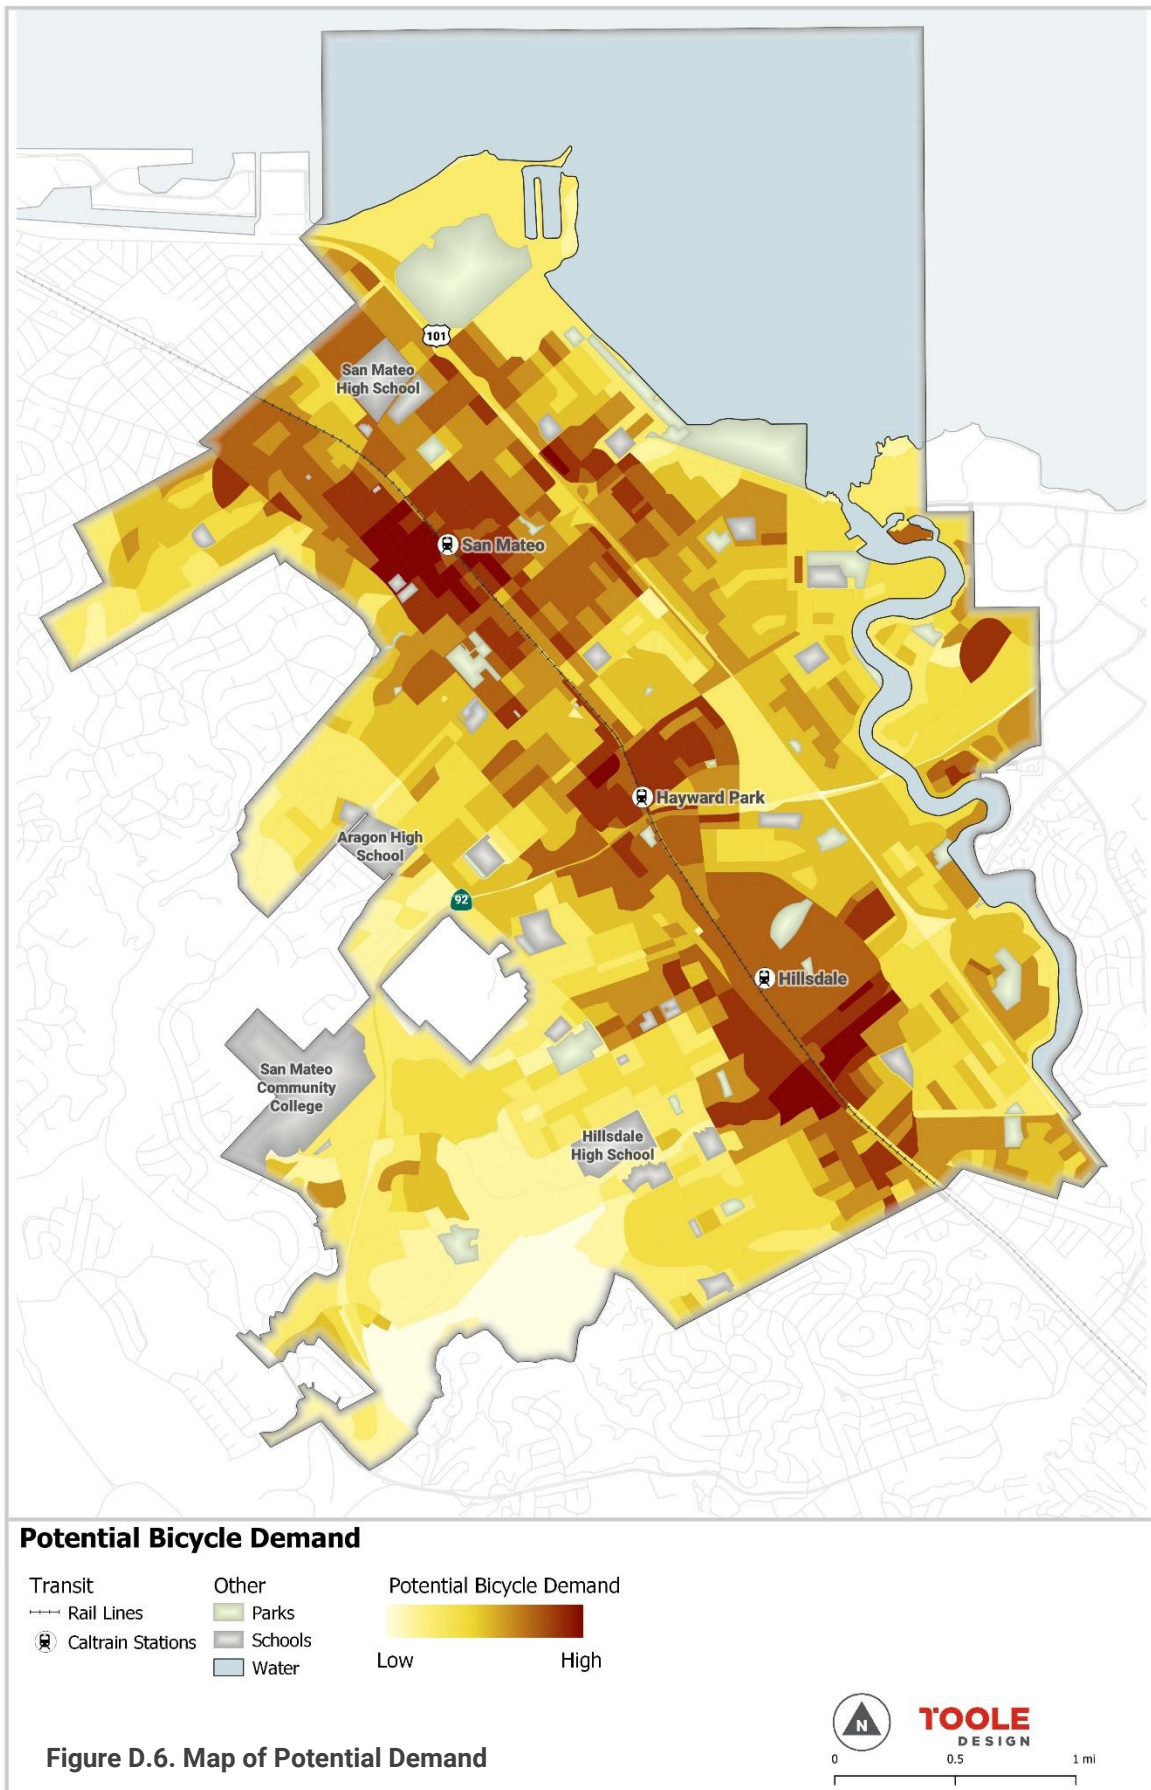 101
San Mateo
High School
San Mateo
Hayward Park
Aragon High
School
92
Hillsdale
San Mateo
Community
College
Hillsdale
High School
Potential Bicycle Demand
Transit
Rail Lines
Caltrain Stations
Other
Parks
Schools
Water
Potential Bicycle Demand
Low High
N
TOOLE
DESIGN
0 0.5 1 mi
Figure D.6. Map of Potential Demand